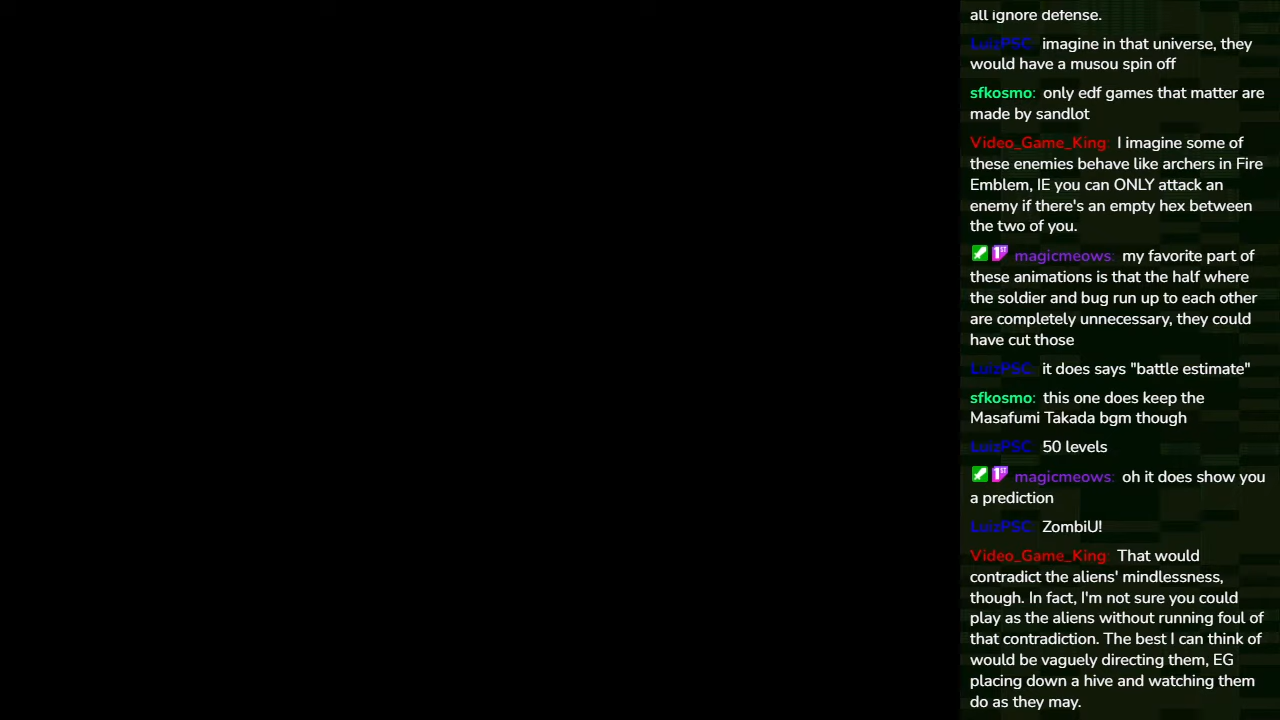 all ignore defense.
LuizPSC: imagine in that universe, they
would have a musou spin off
sfkosmo: only edf games that matter are
made by sandlot
Video_Game_King: I imagine some of
these enemies behave like archers in Fire
Emblem, IE you can ONLY attack an
enemy if there's an empty hex between
the two of you.
magicmeows: my favorite part of
these animations is that the half where
the soldier and bug run up to each other
are completely unnecessary, they could
have cut those
LuizPSC: it does says "battle estimate"
sfkosmo: this one does keep the
Masafumi Takada bgm though
LuizPSC: 50 levels
magicmeows: oh it does show you
a prediction
LuizPSC: ZombiU!
Video_Game_King: That would
contradict the aliens' mindlessness,
though. In fact, I'm not sure you could
play as the aliens without running foul of
that contradiction. The best I can think of
would be vaguely directing them, EG
placing down a hive and watching them
do as they may.